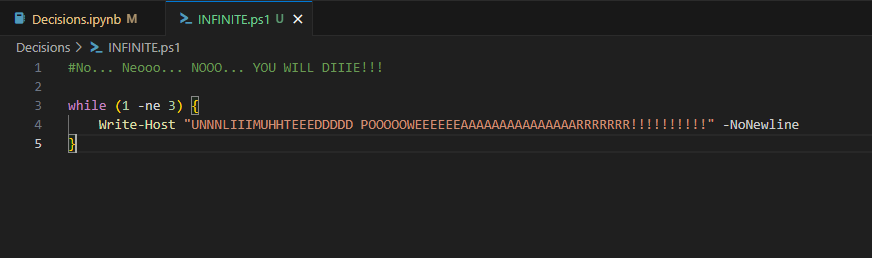 Decisions.ipynb M INFINITE.ps1 U
Decisions > INFINITE.ps1
1 #No... Neooo... NOOO... YOU WILL DIIIE!!!
2
3 while (1 -ne 3) {
4 Write-Host "UNNNLIIIMUHHTEEEDDDDD POOOOOWEEEEEEAAAAAAAAAAAAAAARRRRRRR!!!!!!!!!!" -NoNewline
5 }